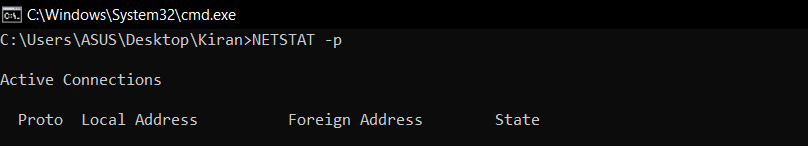 C:\Windows\System32\cmd.exe
C:\Users\ASUS\Desktop\Kiran>NETSTAT -p
Active Connections
Proto  Local Address          Foreign Address        State